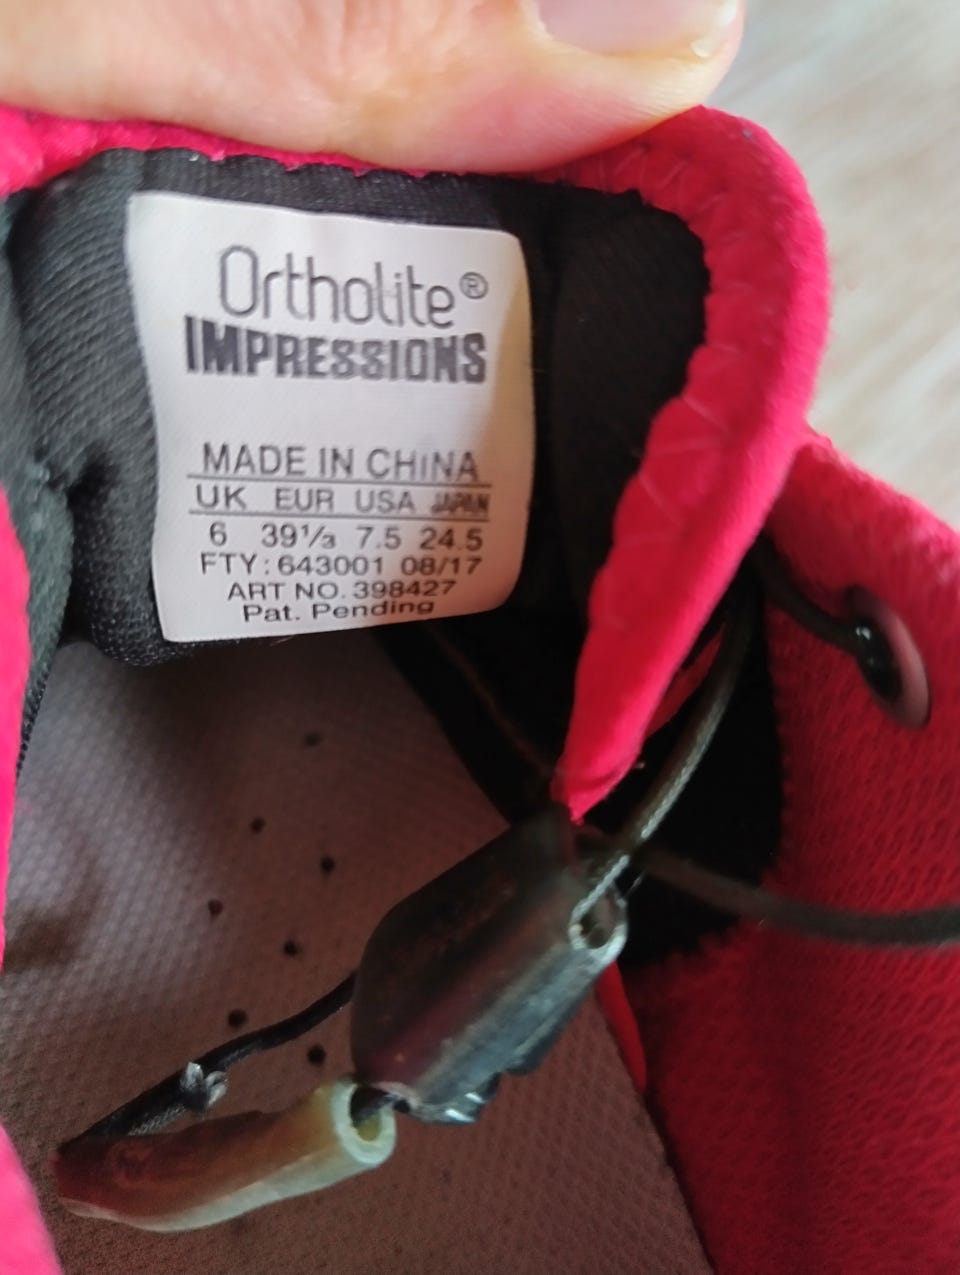 OrthoLite®
IMPRESSIONS
MADE IN CHINA
UK EUR USA JAPAN
6 39⅓ 7.5 24.5
FTY: 643001 08/17
ART NO. 398427
Pat. Pending